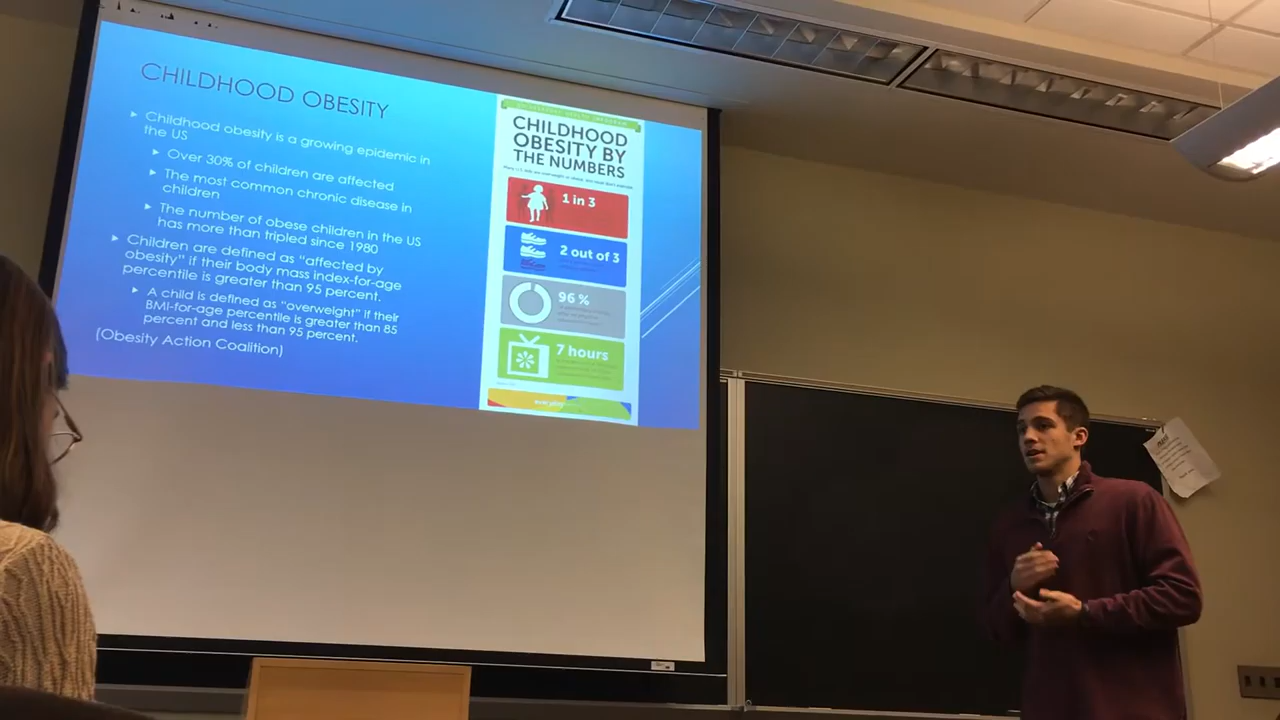 CHILDHOOD OBESITY
Childhood obesity is a growing epidemic in
the US
Over 30% of children are affected
The most common chronic disease in
children
The number of obese children in the US
has more than tripled since 1980
Children are defined as “affected by
obesity” if their body mass index-for-age
percentile is greater than 95 percent.
A child is defined as “overweight” if their
BMI-for-age percentile is greater than 85
percent and less than 95 percent.
(Obesity Action Coalition)
CHILDHOOD
OBESITY BY
THE NUMBERS
1 in 3
2 out of 3
96 %
7 hours